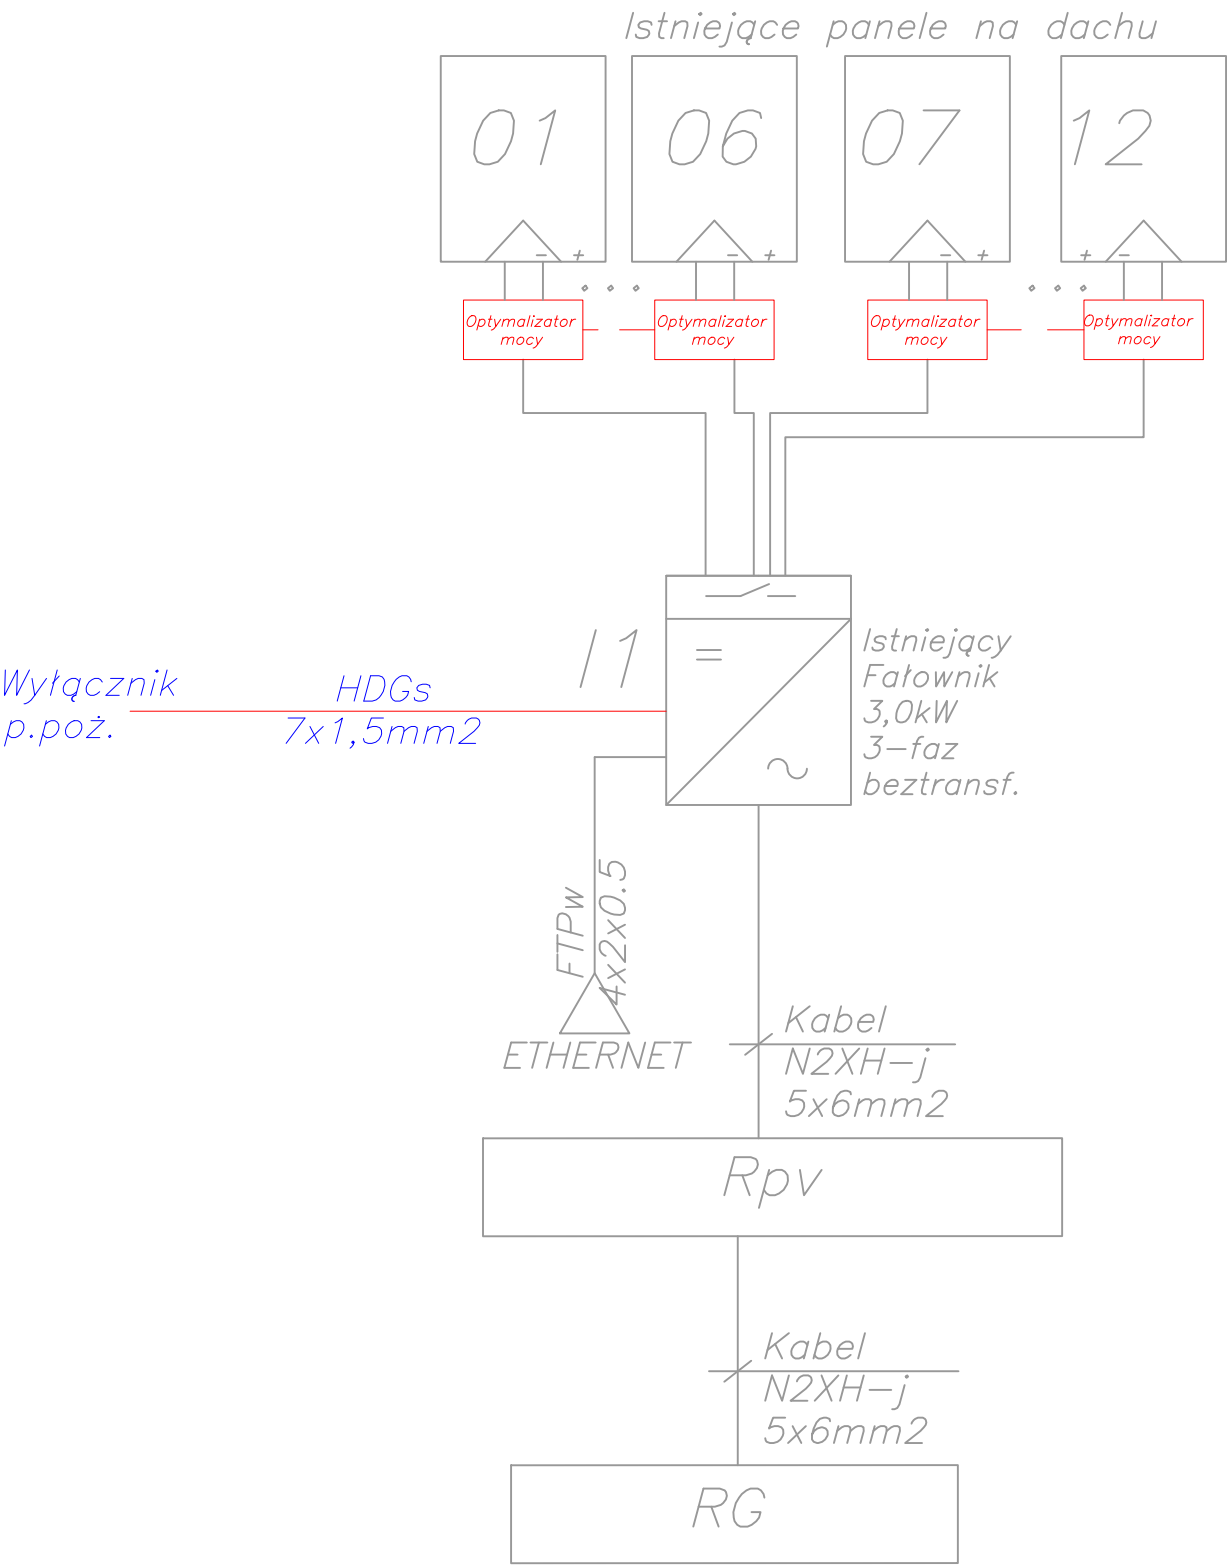 Istniejące panele na dachu
01 06 07 12
- + - + - + + -
Optymalizator
mocy
Optymalizator
mocy
Optymalizator
mocy
Optymalizator
mocy
I1
Istniejący
Fałownik
3,0kW
3-faz
beztransf.
Wyłącznik
p.poż.
HDGs
7x1,5mm2
FTPw
4x2x0.5
ETHERNET
Kabel
N2XH-j
5x6mm2
Rpv
Kabel
N2XH-j
5x6mm2
RG